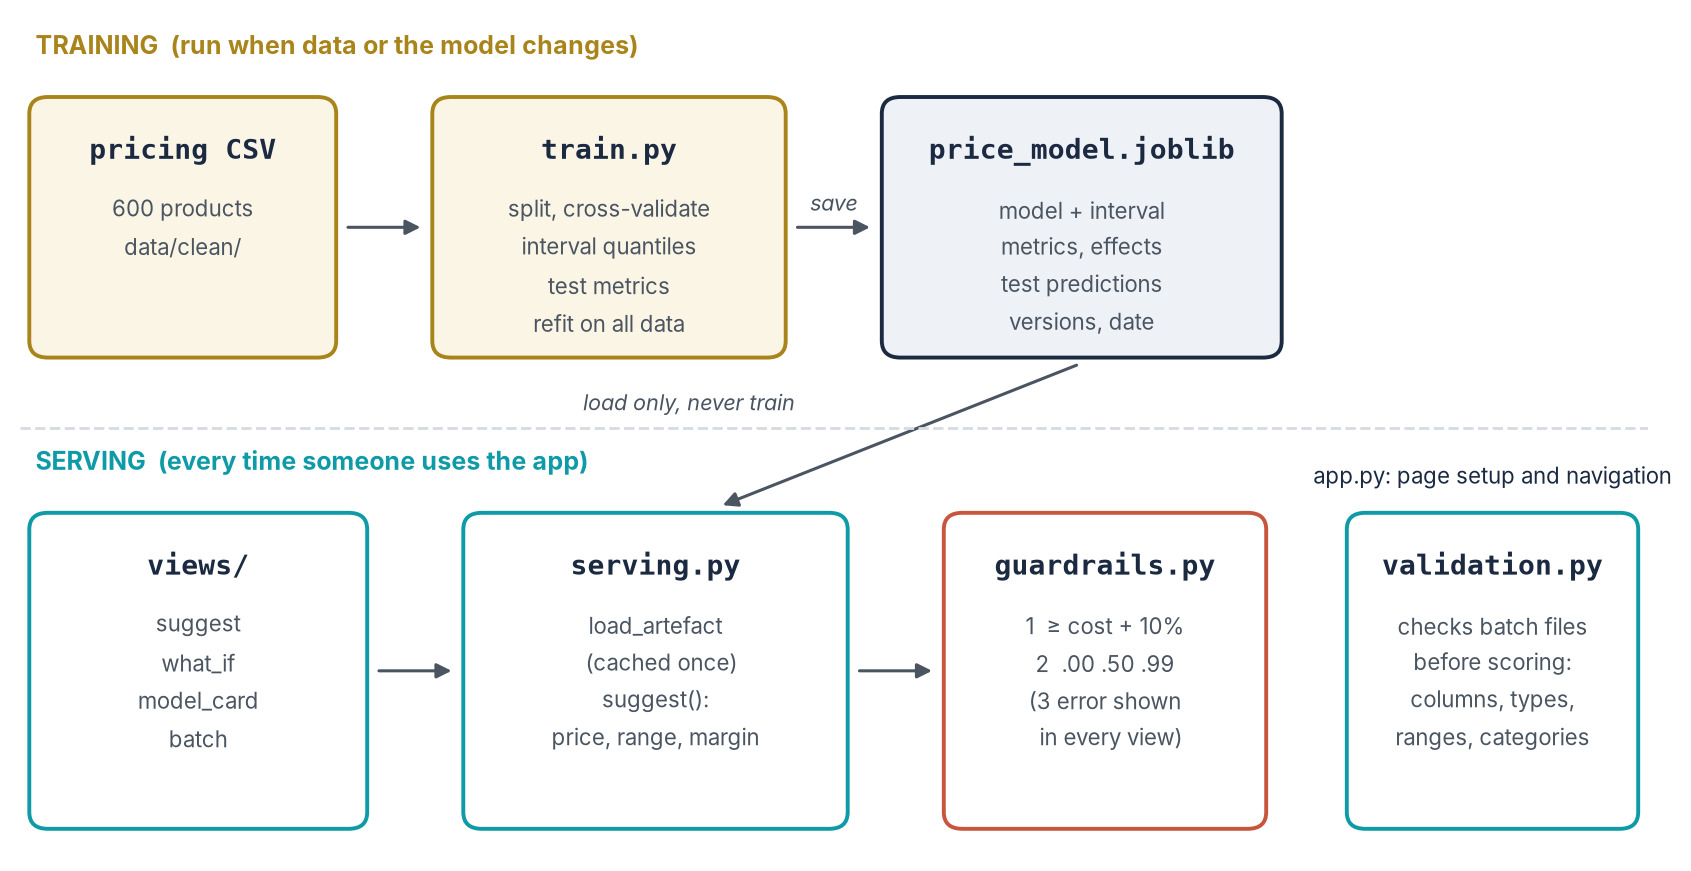 TRAINING  (run when data or the model changes)
pricing CSV
600 products
data/clean/
train.py
split, cross-validate
interval quantiles
test metrics
refit on all data
save
price_model.joblib
model + interval
metrics, effects
test predictions
versions, date
load only, never train
SERVING  (every time someone uses the app)
app.py: page setup and navigation
views/
suggest
what_if
model_card
batch
serving.py
load_artefact
(cached once)
suggest():
price, range, margin
guardrails.py
1  ≥ cost + 10%
2  .00 .50 .99
(3 error shown
in every view)
validation.py
checks batch files
before scoring:
columns, types,
ranges, categories